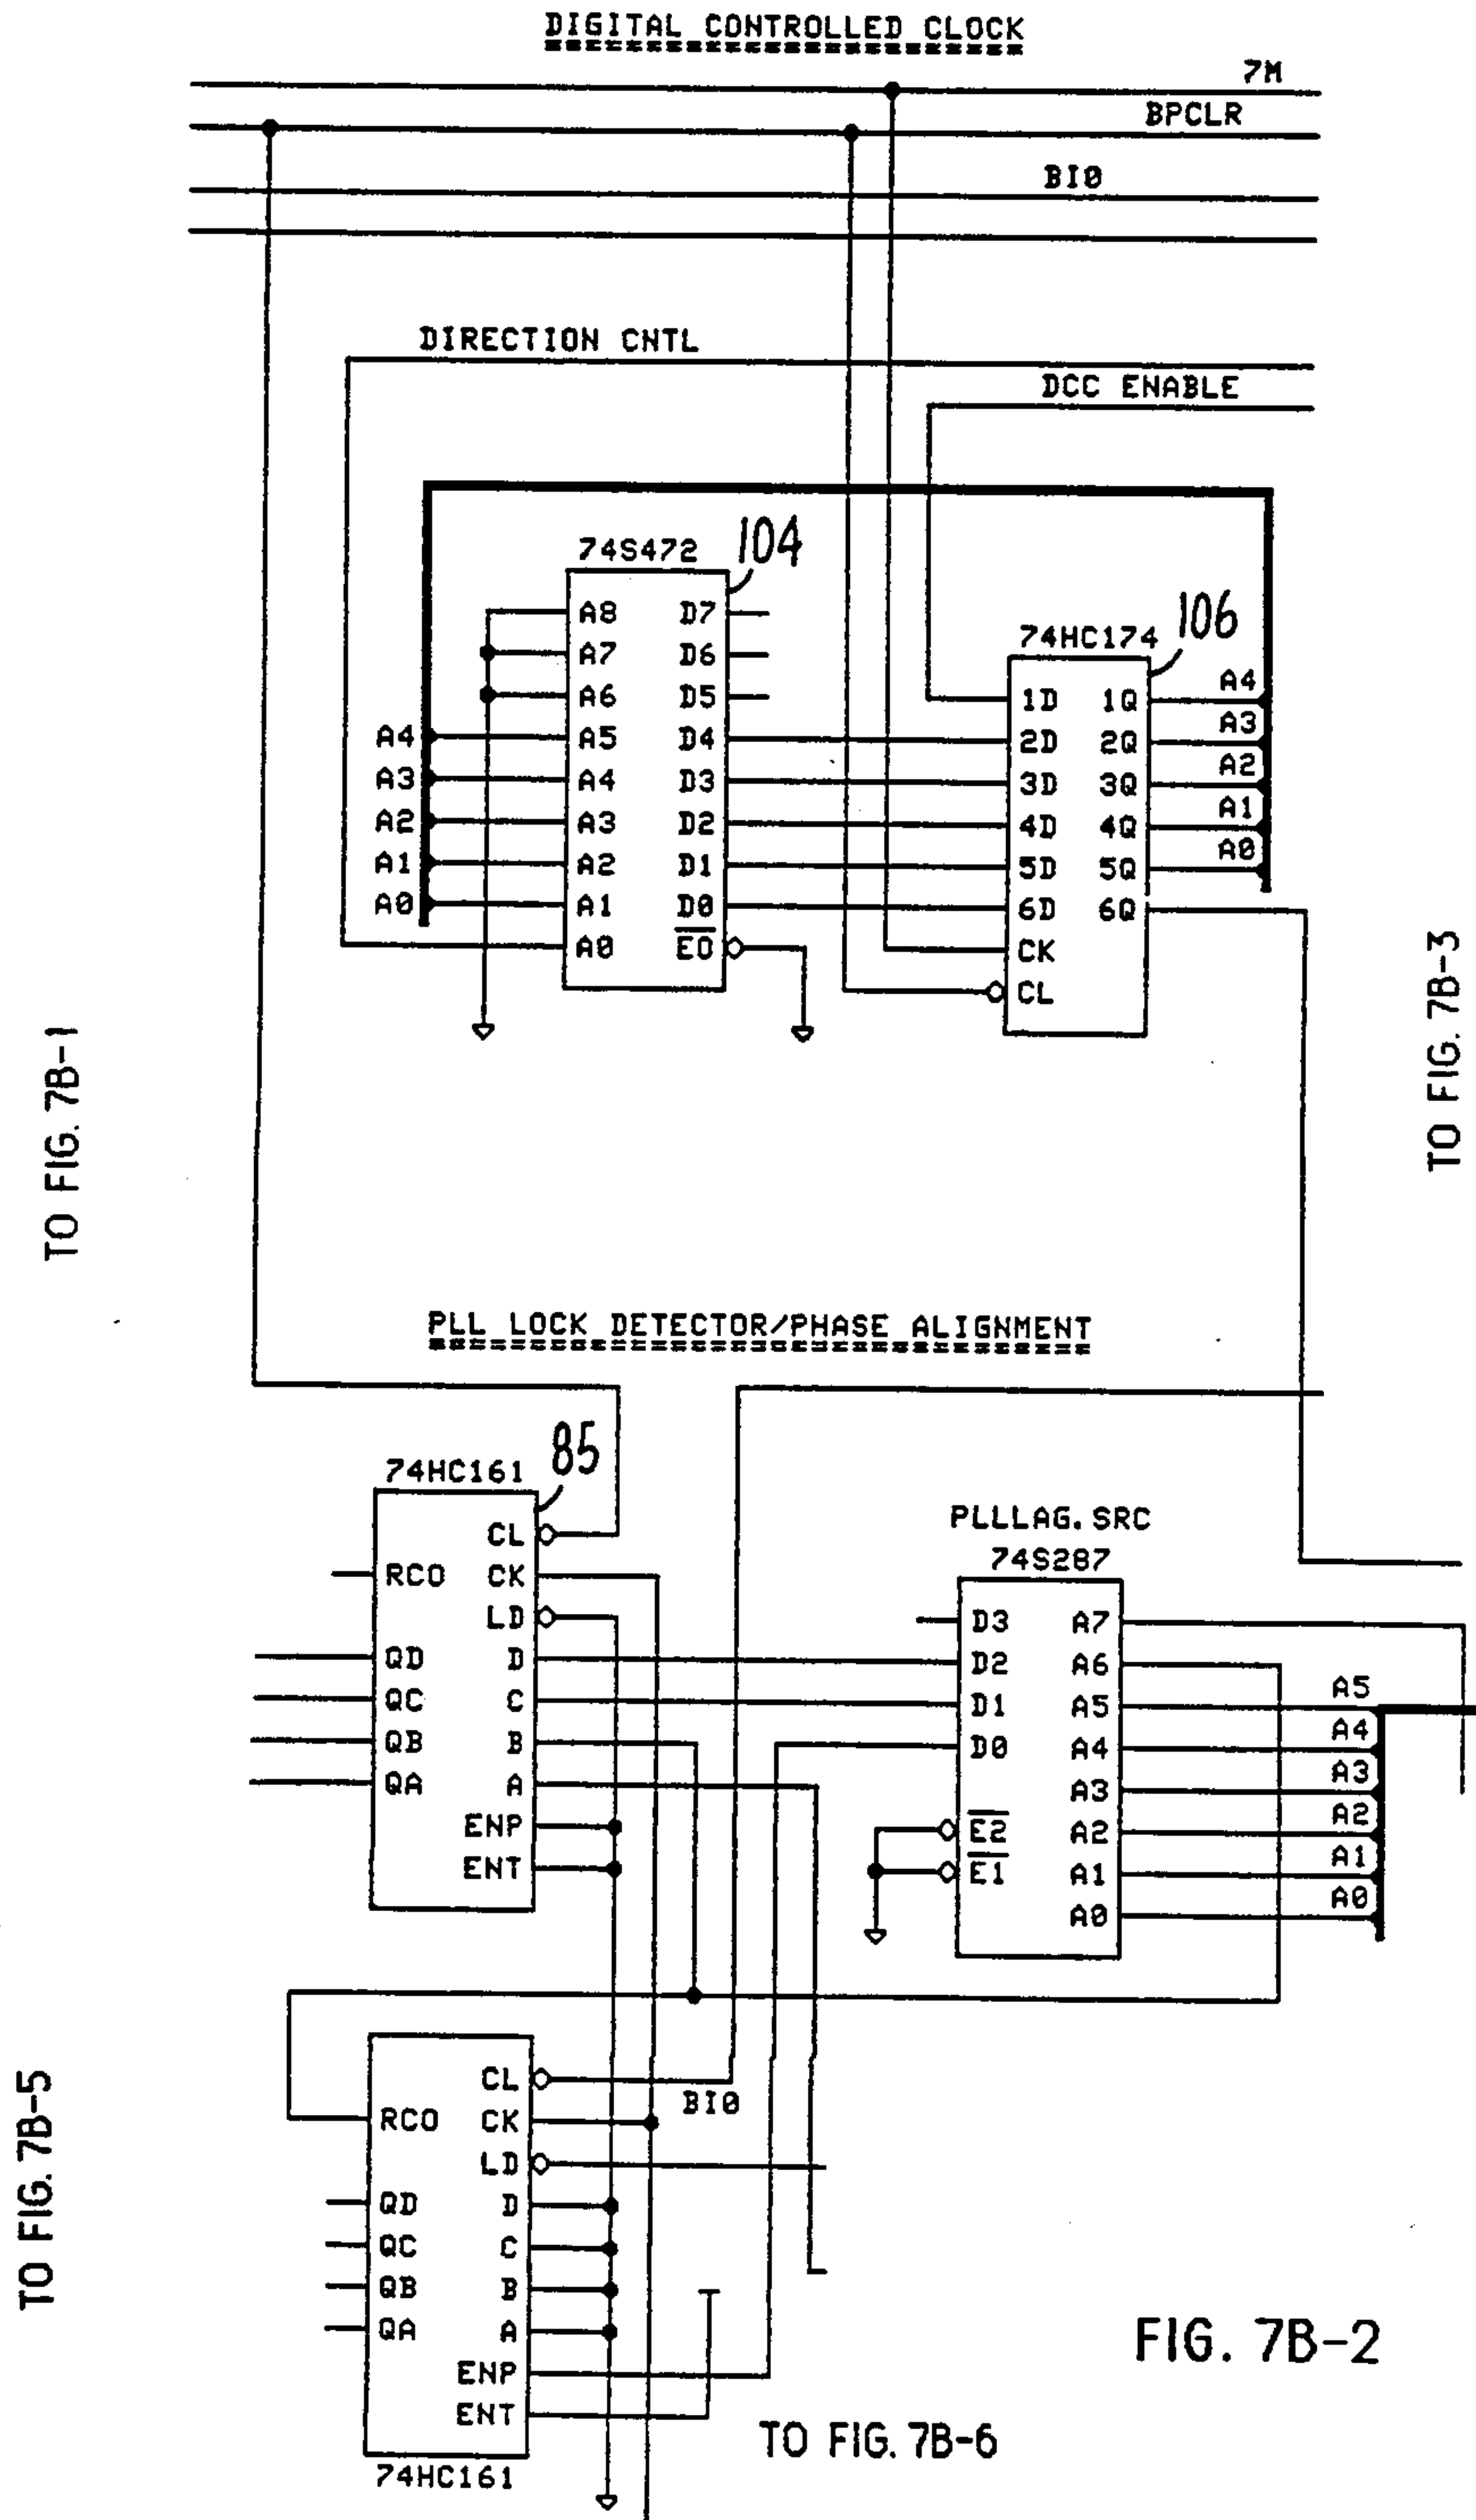 DIGITAL CONTROLLED CLOCK
7M
BPCLR
BI0
DIRECTION CNTL
DCC ENABLE
74S472
104
A8 D7
A7 D6
A6 D5
A4 A5 D4
A3 A4 D3
A2 A3 D2
A1 A2 D1
A0 A1 D0
A0 EO
74HC174
106
1D 1Q A4
2D 2Q A3
3D 3Q A2
4D 4Q A1
5D 5Q A0
6D 6Q
CK
CL
TO FIG. 7B-1
TO FIG. 7B-3
PLL LOCK DETECTOR/PHASE ALIGNMENT
74HC161
85
CL
RCO CK
LD
QD D
QC C
QB B
QA A
ENP
ENT
PLLLAG.SRC
74S287
D3 A7
D2 A6
D1 A5 A5
D0 A4 A4
A3 A3
E2 A2 A2
E1 A1 A1
A0 A0
CL
BI0
RCO CK
LD
QD D
QC C
QB B
QA A
ENP
ENT
74HC161
TO FIG. 7B-5
TO FIG. 7B-6
FIG. 7B-2